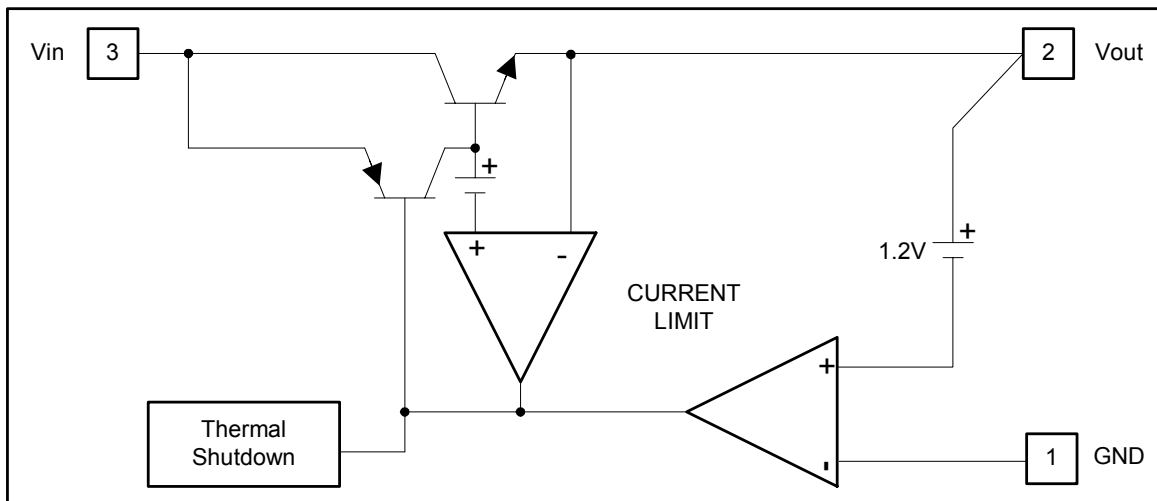 Vin 3
2 Vout
+
+ -
1.2V +
CURRENT
LIMIT
+
Thermal
Shutdown
- 1 GND